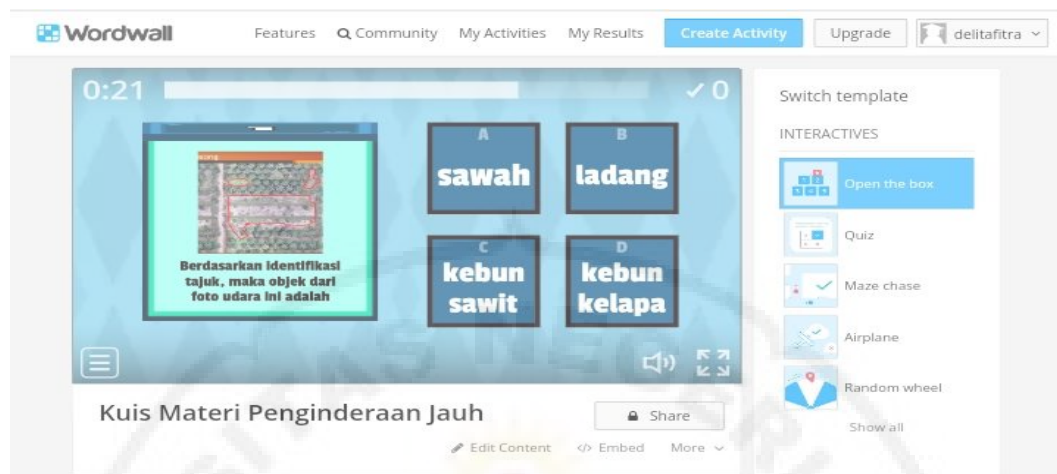 Wordwall
Features Community My Activities My Results Create Activity Upgrade delitafitra
0:21
✓ 0
A
sawah
B
ladang
C
kebun
sawit
D
kebun
kelapa
Berdasarkan identifikasi
tajuk, maka objek dari
foto udara ini adalah
Kuis Materi Penginderaan Jauh
Share
Edit Content </> Embed More
Switch template
INTERACTIVES
Open the box
Quiz
Maze chase
Airplane
Random wheel
Show all